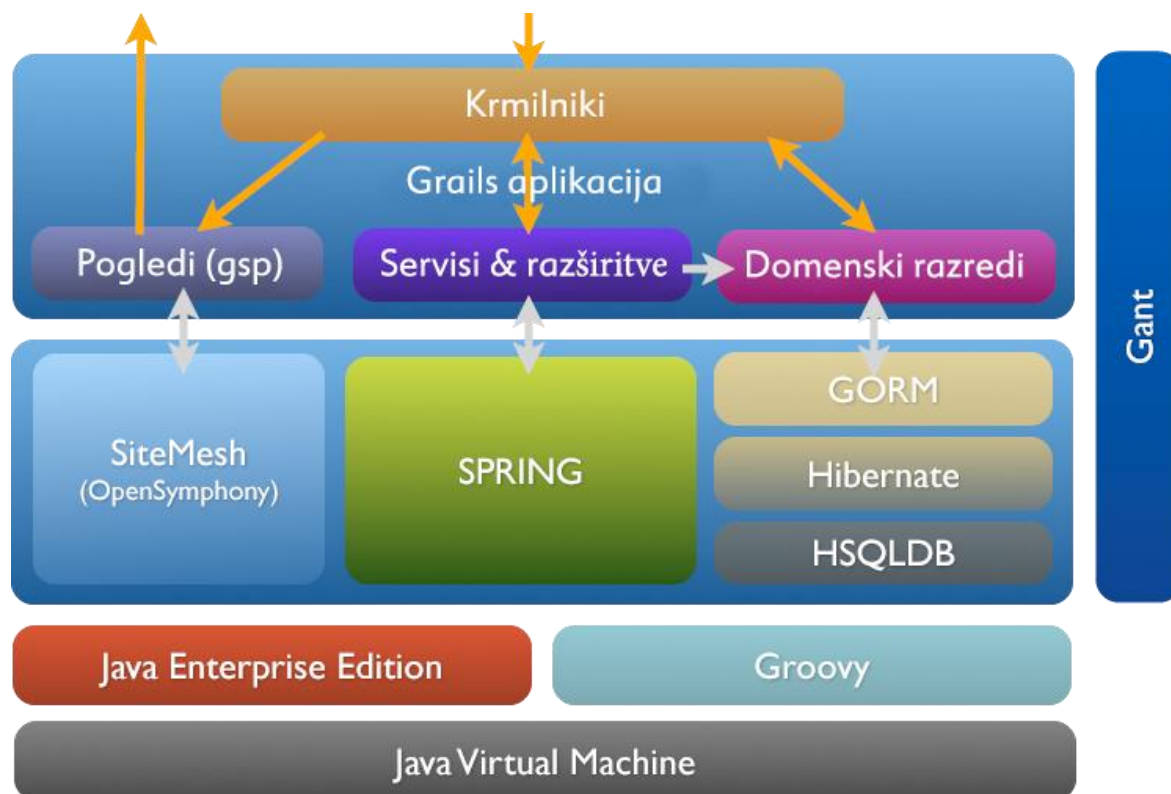 Krmilniki
Grails aplikacija
Pogledi (gsp)
Servisi & razširitve
Domenski razredi
Gant
SiteMesh
(OpenSymphony)
SPRING
GORM
Hibernate
HSQLDB
Java Enterprise Edition
Groovy
Java Virtual Machine